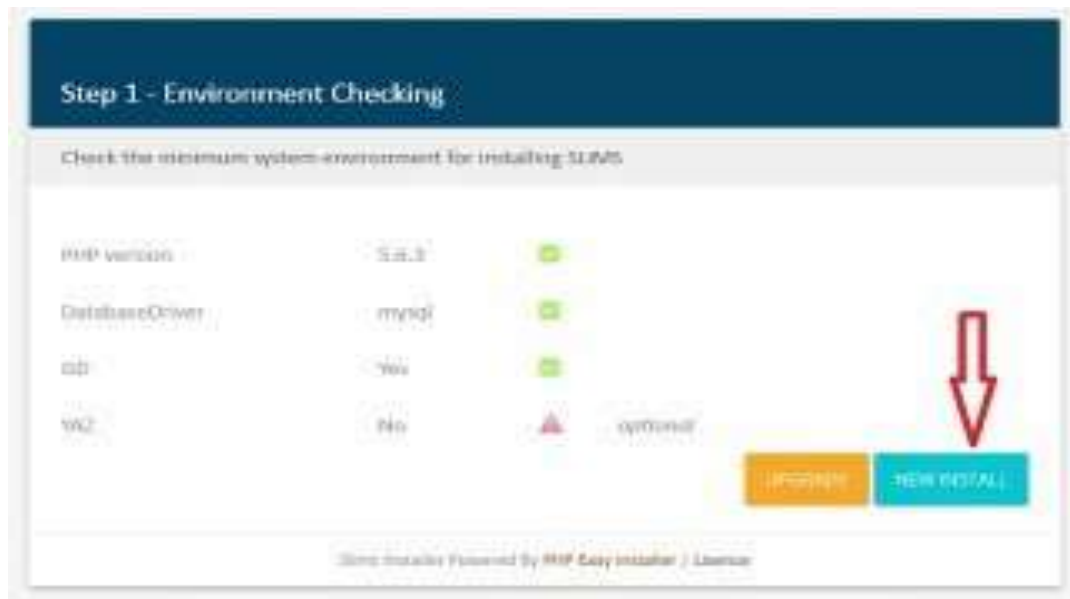 Step 1 - Environment Checking
Check the minimum system environment for installing SLiMS
PHP version 5.6.3
DatabaseDriver mysql
GD Yes
YAZ No optional
UPGRADE NEW INSTALL
Slims Installer Powered By PHP Easy Installer / License